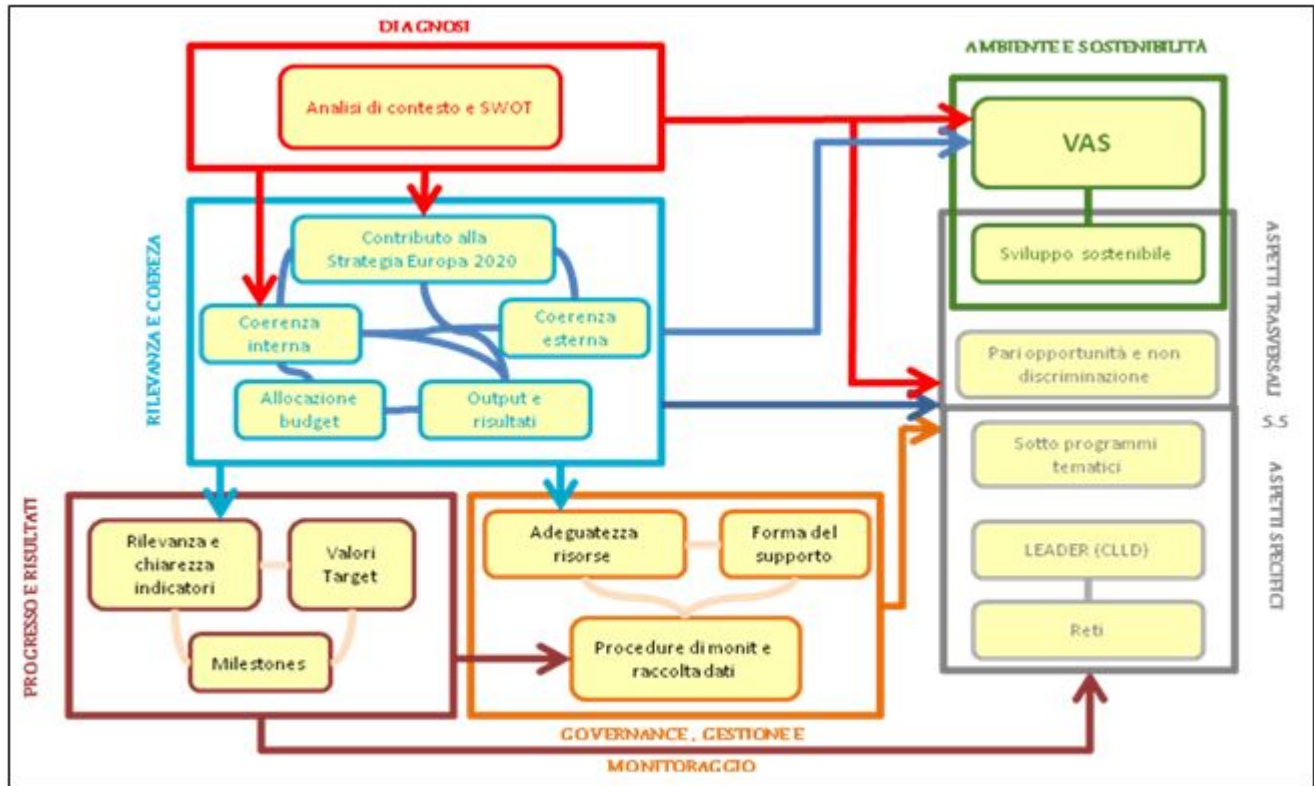 DIAGNOSI
Analisi di contesto e SWOT
AMBIENTE E SOSTENIBILITÀ
VAS
Sviluppo sostenibile
RILEVANZA E COEREZA
Contributo alla
Strategia Europa 2020
Coerenza
interna
Coerenza
esterna
Allocazione
budget
Output e
risultati
ASPETTI TRASVERSALI
Pari opportunità e non
discriminazione
5.5
ASPETTI SPECIFICI
Sotto programmi
tematici
LEADER (CLLD)
Reti
PROGRESSO E RISULTATI
Rilevanza e
chiarezza
indicatori
Valori
Target
Milestones
Adeguatezza
risorse
Forma del
supporto
Procedure di monit e
raccolta dati
GOVERNANCE , GESTIONE E
MONITORAGGIO